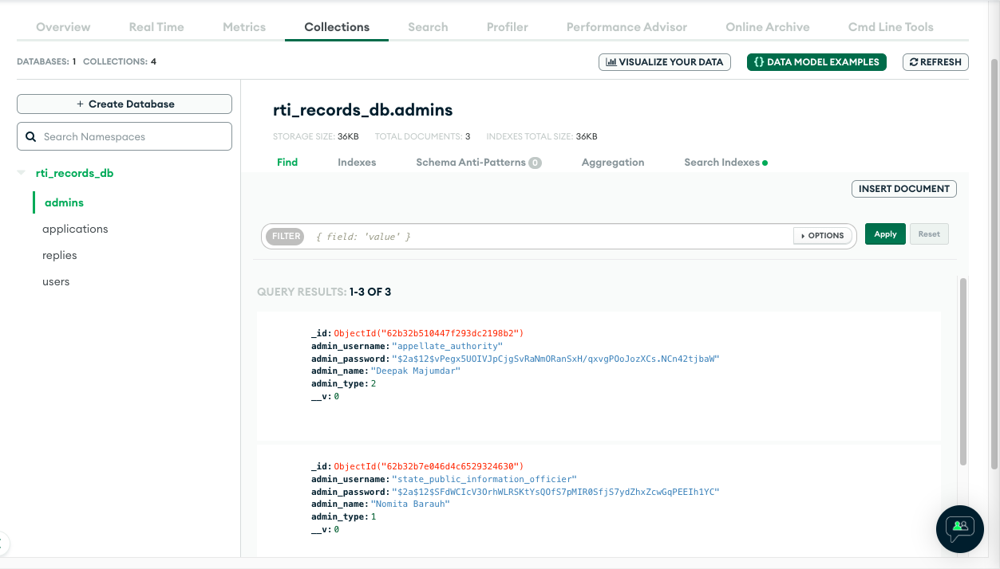 Overview Real Time Metrics Collections Search Profiler Performance Advisor Online Archive Cmd Line Tools
DATABASES: 1 COLLECTIONS: 4
VISUALIZE YOUR DATA
{} DATA MODEL EXAMPLES
REFRESH
+ Create Database
Search Namespaces
rti_records_db
admins
applications
replies
users
rti_records_db.admins
STORAGE SIZE: 36KB TOTAL DOCUMENTS: 3 INDEXES TOTAL SIZE: 36KB
Find Indexes Schema Anti-Patterns 0 Aggregation Search Indexes
INSERT DOCUMENT
FILTER { field: 'value' } OPTIONS Apply Reset
QUERY RESULTS: 1-3 OF 3
_id: ObjectId("62b32b510447f293dc2198b2")
admin_username: "appellate_authority"
admin_password: "$2a$12$vPegx5UOIVJpCjgSvRaNmORanSxH/qxvgPOoJozXCs.NCn42tjbaW"
admin_name: "Deepak Majumdar"
admin_type: 2
__v: 0
_id: ObjectId("62b32b7e046d4c6529324630")
admin_username: "state_public_information_officier"
admin_password: "$2a$12$SFdWCIcV3OrhWLRSKtYsQOfS7pMIR0SfjS7ydZhxZcwGqPEEIh1YC"
admin_name: "Nomita Barauh"
admin_type: 1
__v: 0